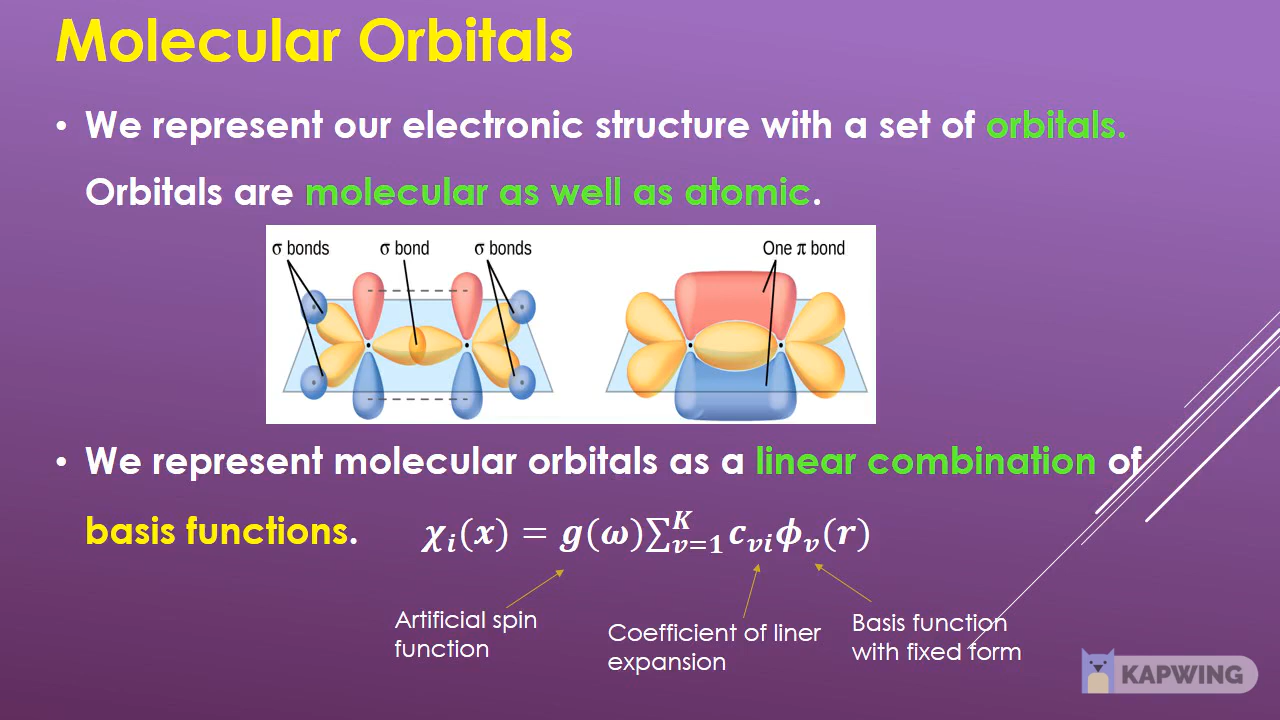 Molecular Orbitals
• We represent our electronic structure with a set of orbitals.
Orbitals are molecular as well as atomic.
σ bonds σ bond σ bonds One π bond
• We represent molecular orbitals as a linear combination of
basis functions. χᵢ(x) = g(ω)∑ᴷᵥ₌₁ cᵥᵢϕᵥ(r)
Artificial spin
function
Coefficient of liner
expansion
Basis function
with fixed form
KAPWING